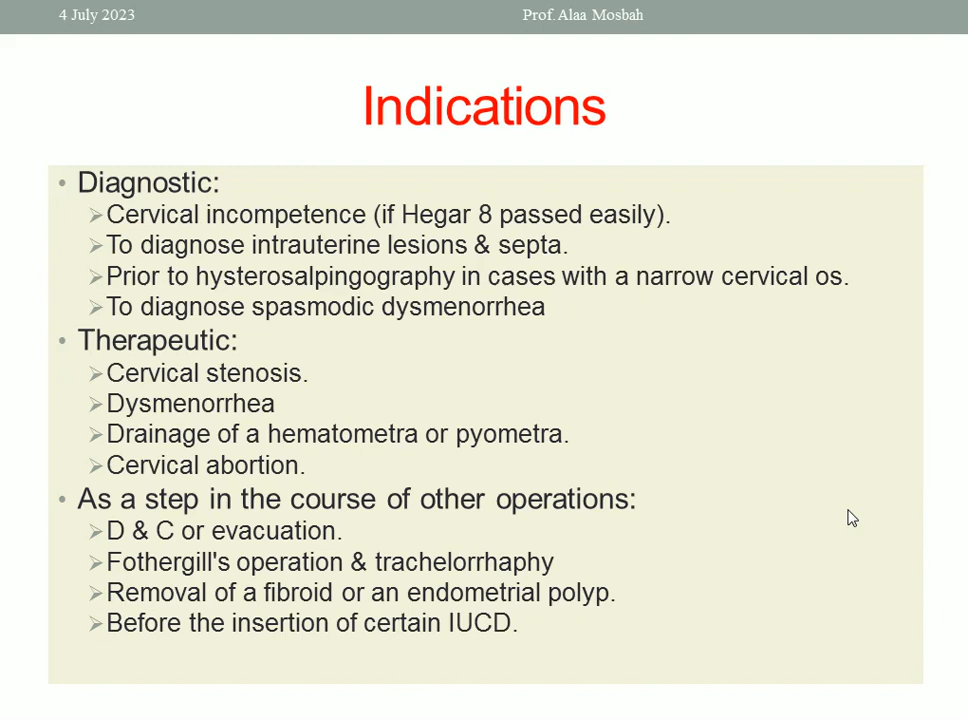 4 July 2023
Prof. Alaa Mosbah
Indications
• Diagnostic:
➢Cervical incompetence (if Hegar 8 passed easily).
➢To diagnose intrauterine lesions & septa.
➢Prior to hysterosalpingography in cases with a narrow cervical os.
➢To diagnose spasmodic dysmenorrhea
• Therapeutic:
➢Cervical stenosis.
➢Dysmenorrhea
➢Drainage of a hematometra or pyometra.
➢Cervical abortion.
• As a step in the course of other operations:
➢D & C or evacuation.
➢Fothergill's operation & trachelorrhaphy
➢Removal of a fibroid or an endometrial polyp.
➢Before the insertion of certain IUCD.